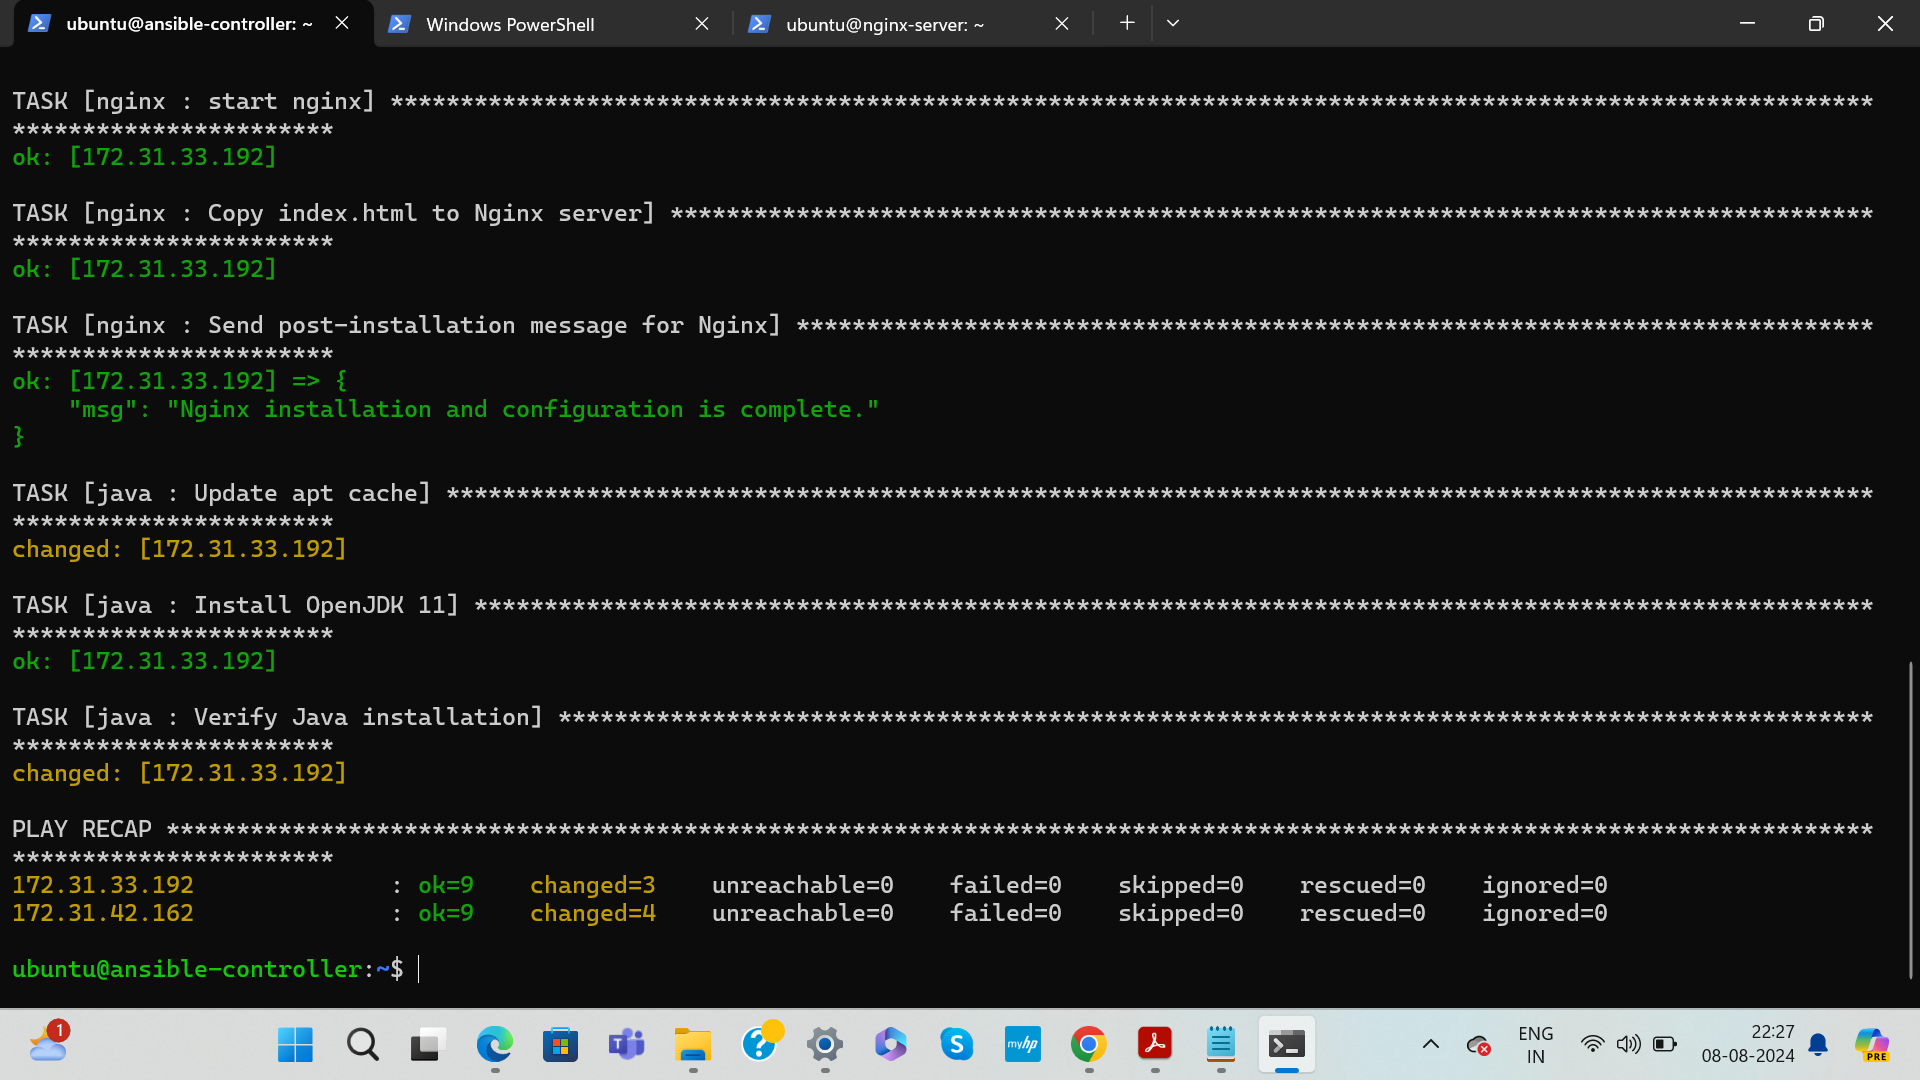 ubuntu@ansible-controller: ~ Windows PowerShell ubuntu@nginx-server: ~
TASK [nginx : start nginx] **********************************************************************************************************
***********************
ok: [172.31.33.192]
TASK [nginx : Copy index.html to Nginx server] **************************************************************************************
***********************
ok: [172.31.33.192]
TASK [nginx : Send post-installation message for Nginx] *****************************************************************************
***********************
ok: [172.31.33.192] => {
    "msg": "Nginx installation and configuration is complete."
}
TASK [java : Update apt cache] ******************************************************************************************************
***********************
changed: [172.31.33.192]
TASK [java : Install OpenJDK 11] ****************************************************************************************************
***********************
ok: [172.31.33.192]
TASK [java : Verify Java installation] **********************************************************************************************
***********************
changed: [172.31.33.192]
PLAY RECAP **************************************************************************************************************************
***********************
172.31.33.192              : ok=9    changed=3    unreachable=0    failed=0    skipped=0    rescued=0    ignored=0
172.31.42.162              : ok=9    changed=4    unreachable=0    failed=0    skipped=0    rescued=0    ignored=0
ubuntu@ansible-controller:~$
1
T
S
myhp
ENG
IN
22:27
08-08-2024
PRE